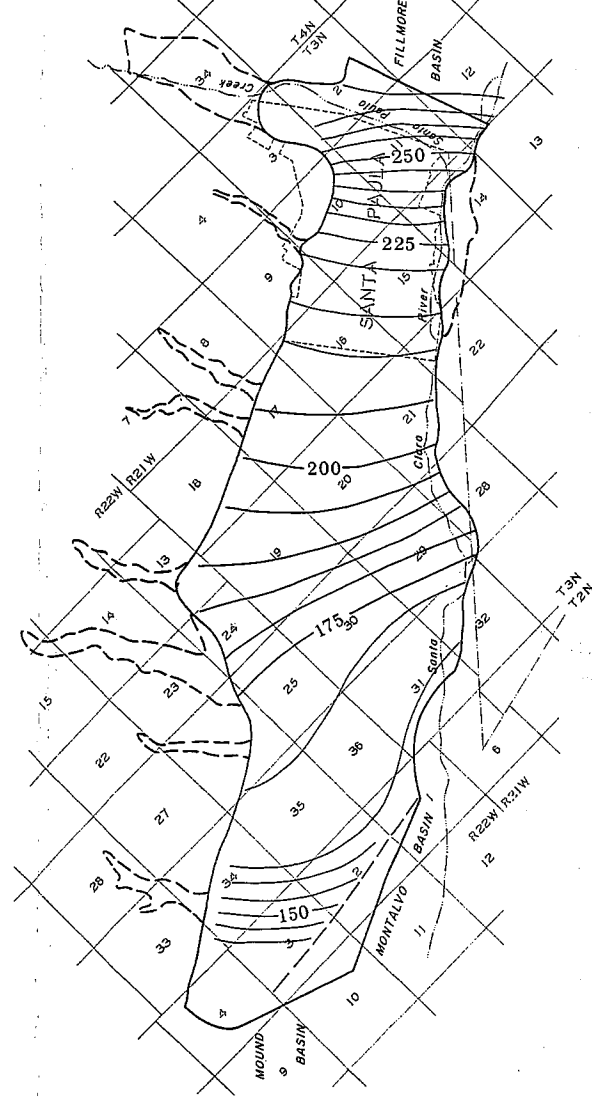 T4N
T3N
FILLMORE
BASIN
12
34
Creek
2
Paula
Santa
11
13
3
250
PAULA
14
10
4
225
9
15
SANTA
River
16
22
8
17
21
7
Clara
200
20
R22W R21W
18
28
19
29
13
T3N
T2N
14
24
175
30
32
Santa
23
25
31
15
36
6
22
35
R22W R21W
27
BASIN
1
12
34
2
28
150
MONTALVO
11
33
3
10
4
MOUND
BASIN
9